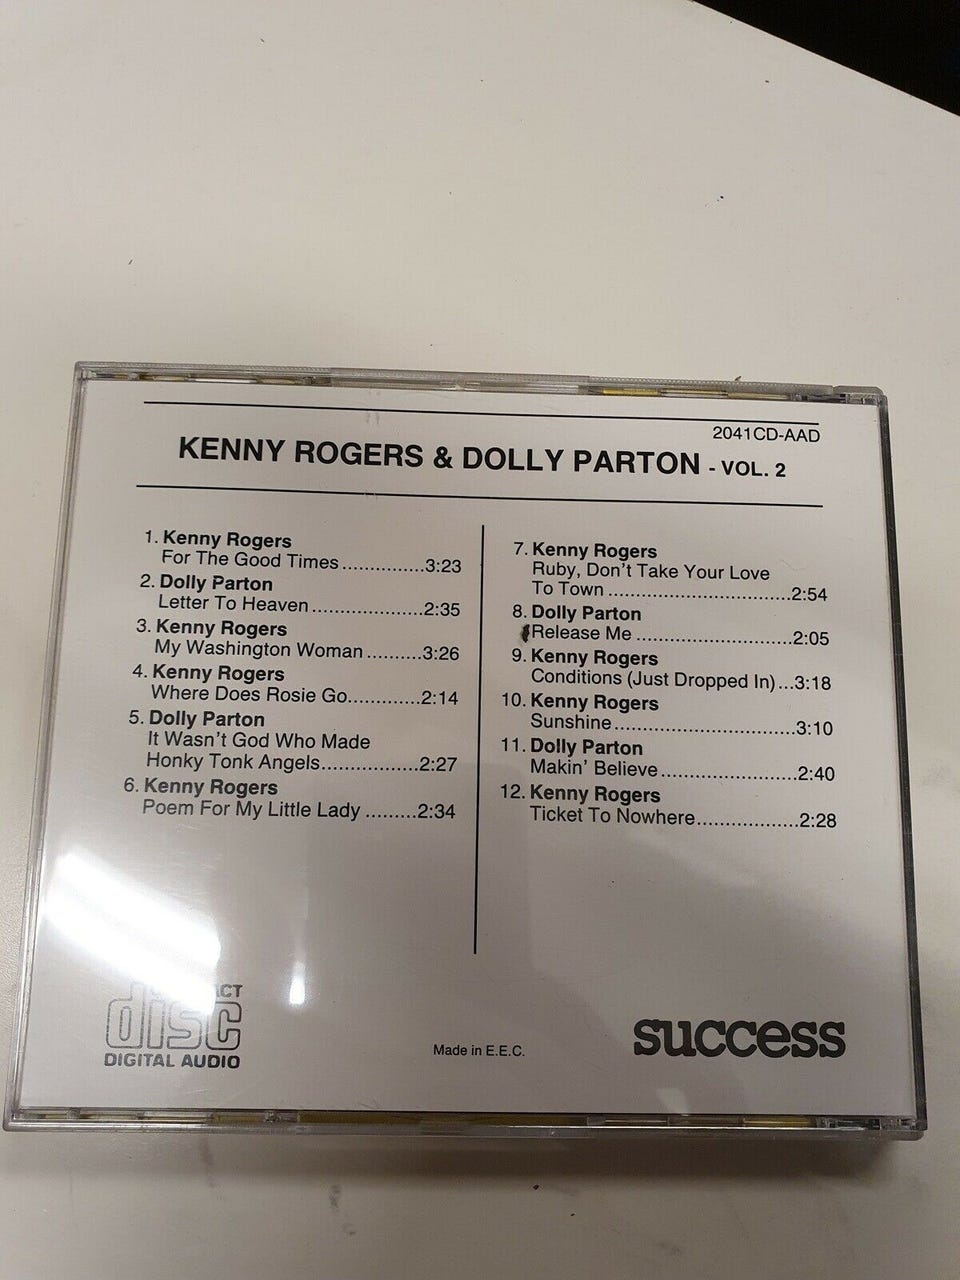 2041CD-AAD
KENNY ROGERS & DOLLY PARTON - VOL. 2
1. Kenny Rogers
For The Good Times ..............3:23
2. Dolly Parton
Letter To Heaven ...................2:35
3. Kenny Rogers
My Washington Woman ..........3:26
4. Kenny Rogers
Where Does Rosie Go.............2:14
5. Dolly Parton
It Wasn't God Who Made
Honky Tonk Angels.................2:27
6. Kenny Rogers
Poem For My Little Lady .........2:34
7. Kenny Rogers
Ruby, Don't Take Your Love
To Town ................................2:54
8. Dolly Parton
Release Me ...........................2:05
9. Kenny Rogers
Conditions (Just Dropped In)...3:18
10. Kenny Rogers
Sunshine................................3:10
11. Dolly Parton
Makin' Believe........................2:40
12. Kenny Rogers
Ticket To Nowhere..................2:28
disc
DIGITAL AUDIO
Made in E.E.C.
success